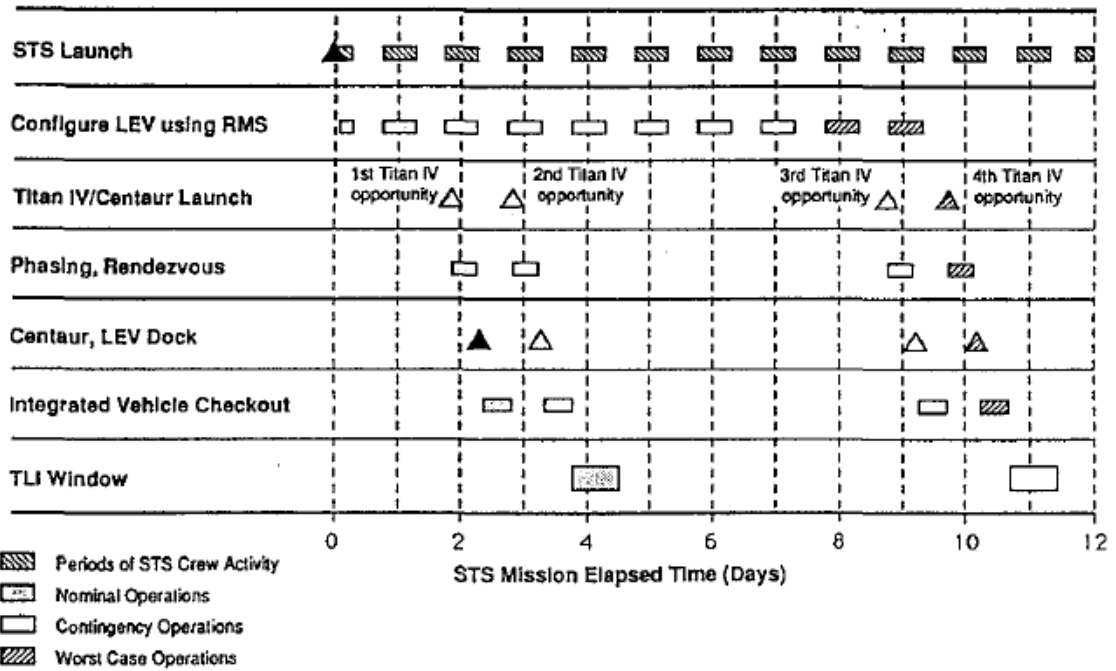 STS Launch
Configure LEV using RMS
1st Titan IV
opportunity
2nd Titan IV
opportunity
3rd Titan IV
opportunity
4th Titan IV
opportunity
Titan IV/Centaur Launch
Phasing, Rendezvous
Centaur, LEV Dock
Integrated Vehicle Checkout
TLI Window
0 2 4 6 8 10 12
STS Mission Elapsed Time (Days)
Periods of STS Crew Activity
Nominal Operations
Contingency Operations
Worst Case Operations